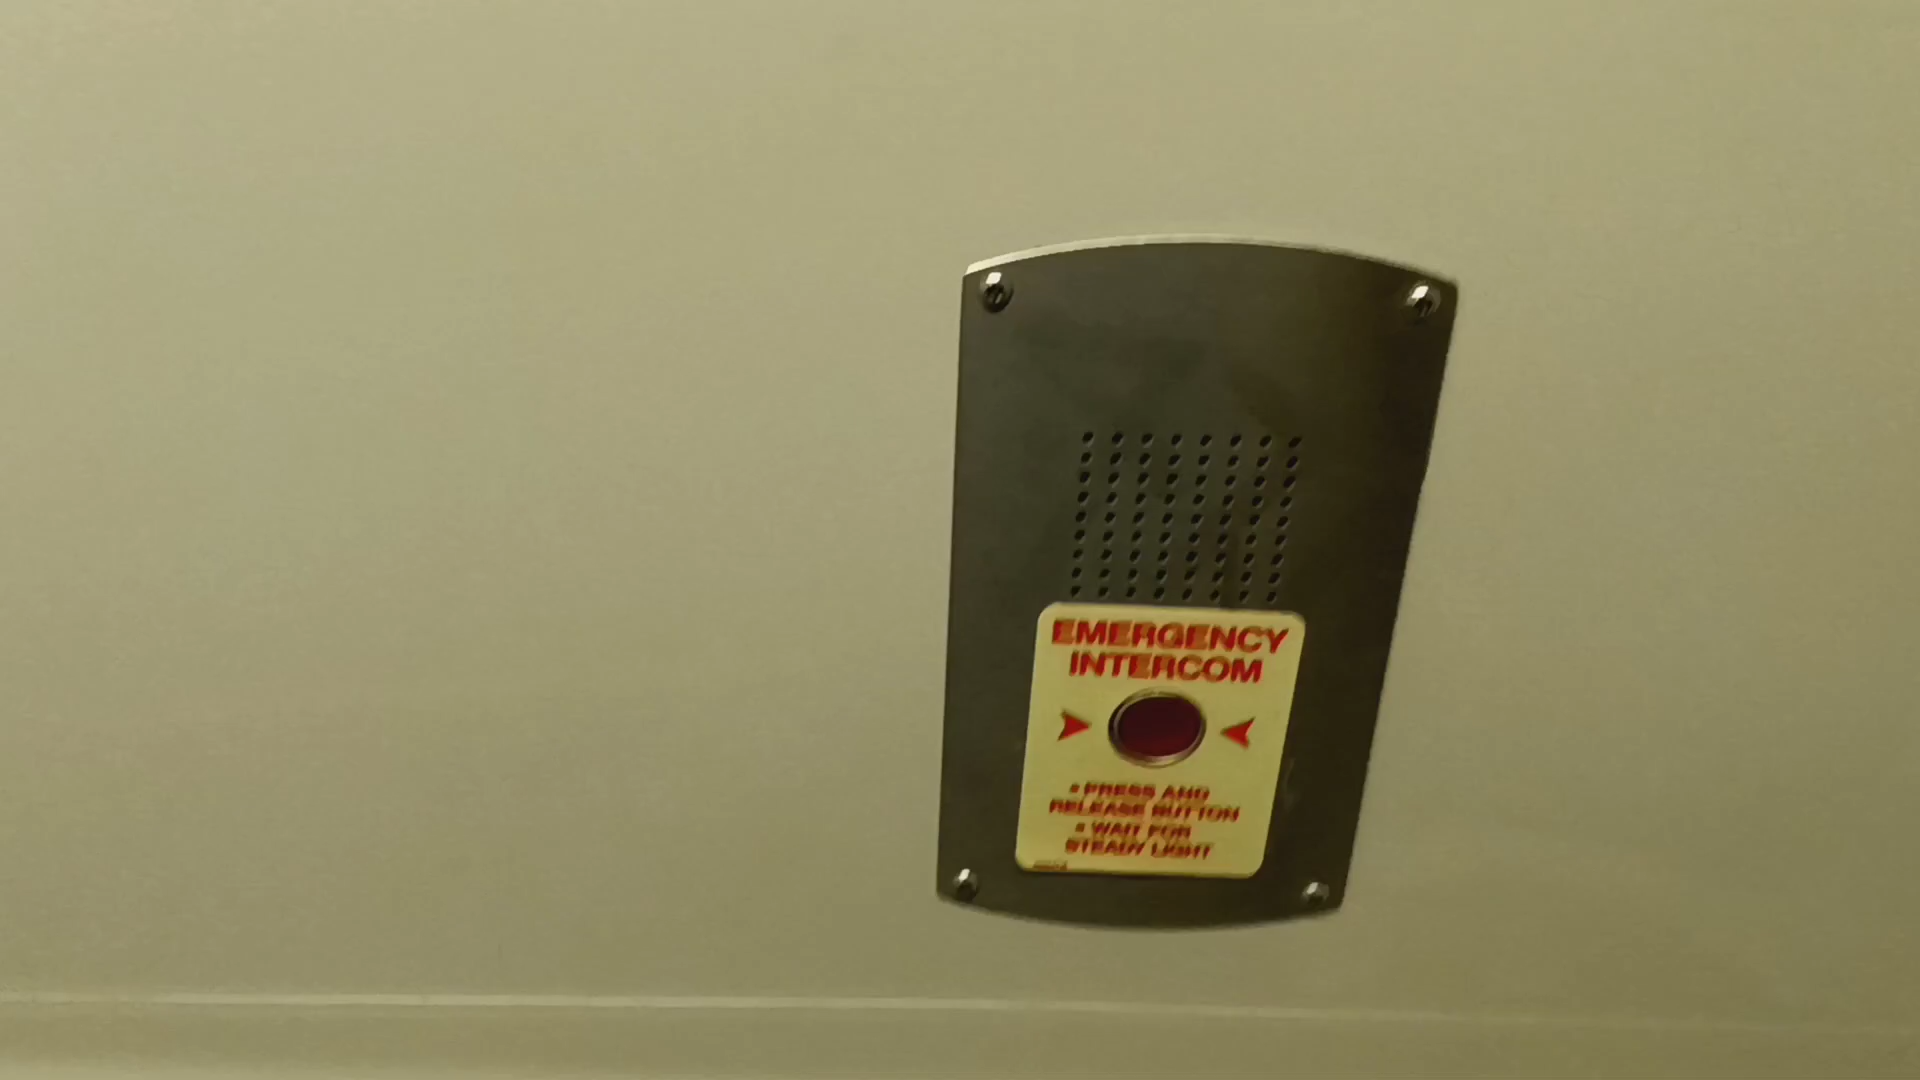 EMERGENCY
INTERCOM
• PRESS AND
RELEASE BUTTON
• WAIT FOR
STEADY LIGHT